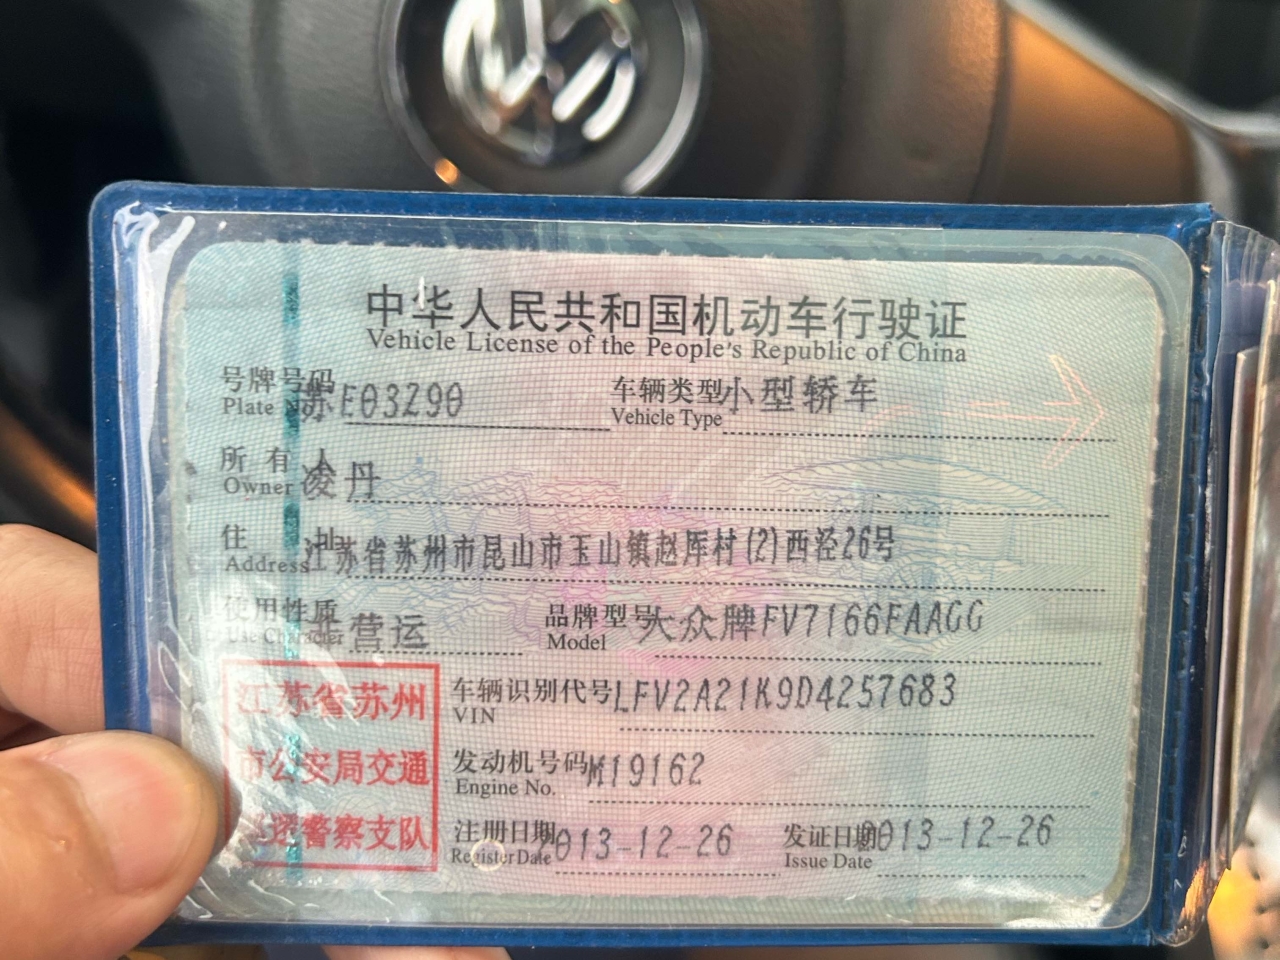 中华人民共和国机动车行驶证
Vehicle License of the People's Republic of China
号牌号码 苏E03Z90 车辆类型 小型轿车
Plate No. Vehicle Type
所有人 凌丹
Owner
住址 江苏省苏州市昆山市玉山镇赵厍村(2)西泾26号
Address
使用性质 非营运 品牌型号 大众牌FV7166FAAGG
Use Character Model
江苏省苏州
市公安局交通
巡逻警察支队
车辆识别代号 LFV2A21K9D4257683
VIN
发动机号码 M19162
Engine No.
注册日期 2013-12-26 发证日期 2013-12-26
Register Date Issue Date